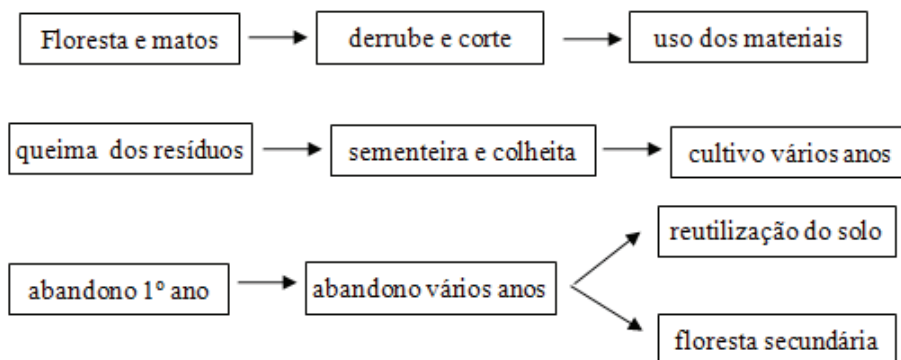 Floresta e matos
derrube e corte
uso dos materiais
queima dos resíduos
sementeira e colheita
cultivo vários anos
reutilização do solo
abandono 1º ano
abandono vários anos
floresta secundária